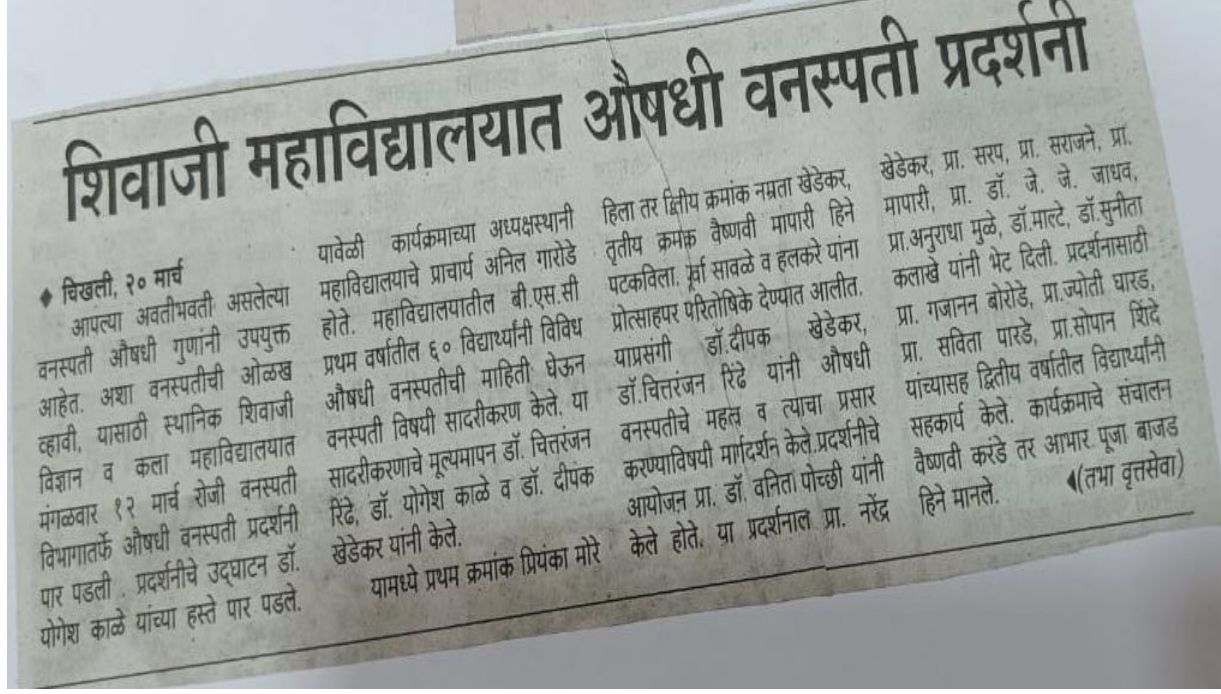 शिवाजी महाविद्यालयात औषधी वनस्पती प्रदर्शनी
♦ चिखली, २० मार्च
आपल्या अवतीभवती असलेल्या
वनस्पती औषधी गुणांनी उपयुक्त
आहेत. अशा वनस्पतीची ओळख
व्हावी, यासाठी स्थानिक शिवाजी
विज्ञान व कला महाविद्यालयात
मंगळवार १२ मार्च रोजी वनस्पती
विभागातर्फे औषधी वनस्पती प्रदर्शनी
पार पडली . प्रदर्शनीचे उद्घाटन डॉ.
योगेश काळे यांच्या हस्ते पार पडले.
यावेळी कार्यक्रमाच्या अध्यक्षस्थानी
महाविद्यालयाचे प्राचार्य अनिल गारोडे
होते. महाविद्यालयातील बी.एस.सी
प्रथम वर्षातील ६० विद्यार्थ्यांनी विविध
औषधी वनस्पतीची माहिती घेऊन
वनस्पती विषयी सादरीकरण केले. या
सादरीकरणाचे मूल्यमापन डॉ. चित्तरंजन
रिंढे, डॉ. योगेश काळे व डॉ. दीपक
खेडेकर यांनी केले.
यामध्ये प्रथम क्रमांक प्रियंका मोरे
हिला तर द्वितीय क्रमांक नम्रता खेडेकर,
तृतीय क्रमांक वैष्णवी मापारी हिने
पटकविला. पूर्वा सावळे व हलकरे यांना
प्रोत्साहपर परितोषिके देण्यात आलीत.
याप्रसंगी डॉ.दीपक खेडेकर,
डॉ.चित्तरंजन रिंढे यांनी औषधी
वनस्पतीचे महत्व व त्याचा प्रसार
करण्याविषयी मार्गदर्शन केले.प्रदर्शनीचे
आयोजन प्रा. डॉ. वनिता पोच्छी यांनी
केले होते. या प्रदर्शनाल प्रा. नरेंद्र
खेडेकर, प्रा. सरप, प्रा. सराजने, प्रा.
मापारी, प्रा. डॉ. जे. जे. जाधव,
प्रा.अनुराधा मुळे, डॉ.माल्टे, डॉ.सुनीता
कलाखे यांनी भेट दिली. प्रदर्शनासाठी
प्रा. गजानन बोरोडे, प्रा.ज्योती घारड,
प्रा. सविता पारडे, प्रा.सोपान शिंदे
यांच्यासह द्वितीय वर्षातील विद्यार्थ्यांनी
सहकार्य केले. कार्यक्रमाचे संचालन
वैष्णवी करंडे तर आभार पूजा बाजड
हिने मानले. ◀(तभा वृत्तसेवा)